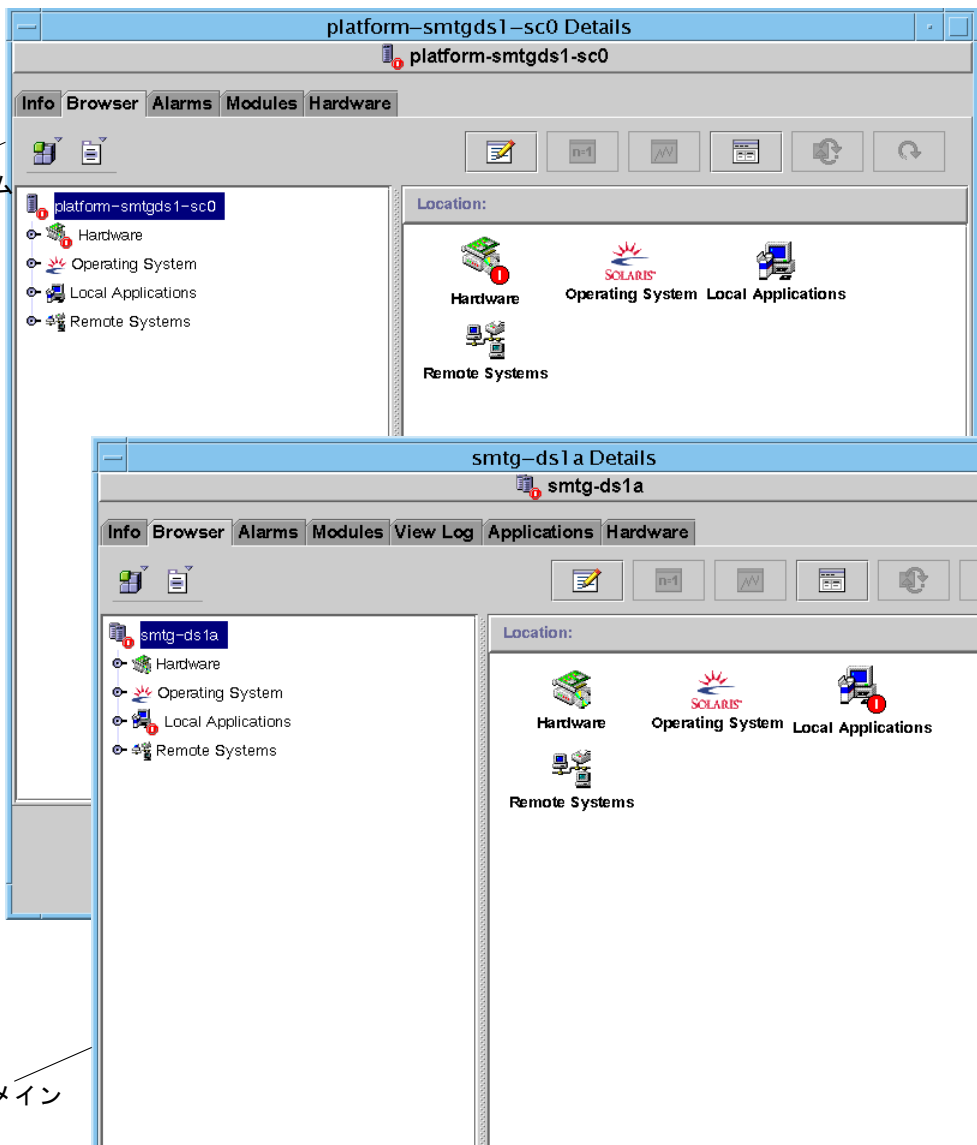 platform–smtgds1–sc0 Details
platform-smtgds1-sc0
Info Browser Alarms Modules Hardware
n=1
ム
platform–smtgds1–sc0
Hardware
Operating System
Local Applications
Remote Systems
Location:
Hardware
SOLARIS
Operating System
Local Applications
Remote Systems
smtg–ds1a Details
smtg-ds1a
Info Browser Alarms Modules View Log Applications Hardware
n=1
smtg–ds1a
Hardware
Operating System
Local Applications
Remote Systems
Location:
Hardware
SOLARIS
Operating System
Local Applications
Remote Systems
メイン